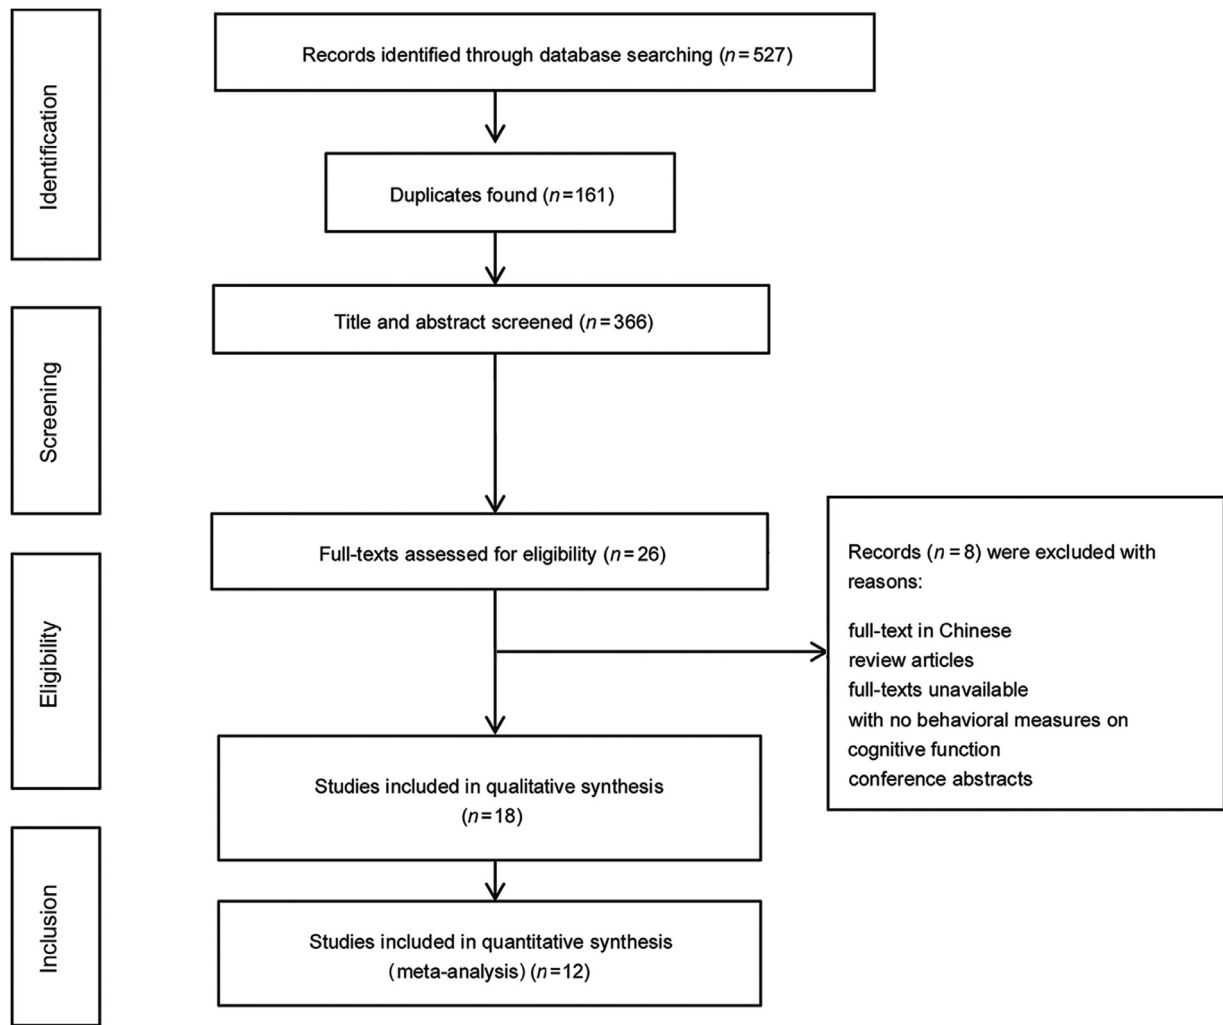 Identification
Records identified through database searching (n = 527)
Duplicates found (n=161)
Screening
Title and abstract screened (n = 366)
Eligibility
Full-texts assessed for eligibility (n = 26)
Records (n = 8) were excluded with
reasons:
full-text in Chinese
review articles
full-texts unavailable
with no behavioral measures on
cognitive function
conference abstracts
Studies included in qualitative synthesis
(n=18)
Inclusion
Studies included in quantitative synthesis
(meta-analysis) (n=12)